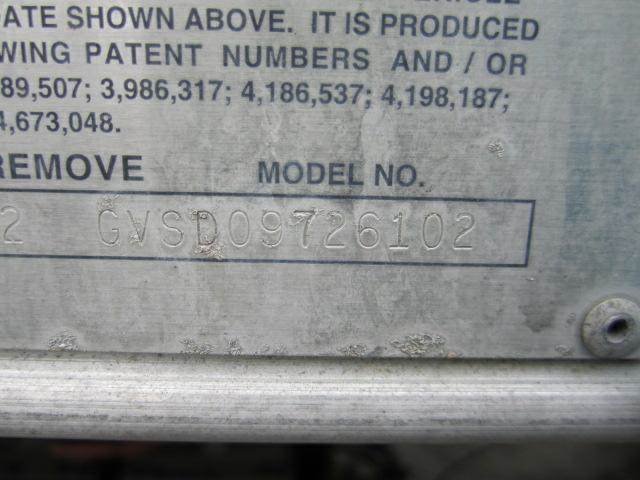 DATE SHOWN ABOVE. IT IS PRODUCED
WING PATENT NUMBERS AND / OR
89,507; 3,986,317; 4,186,537; 4,198,187;
4,673,048.
REMOVE MODEL NO.
2 GVSD09726102